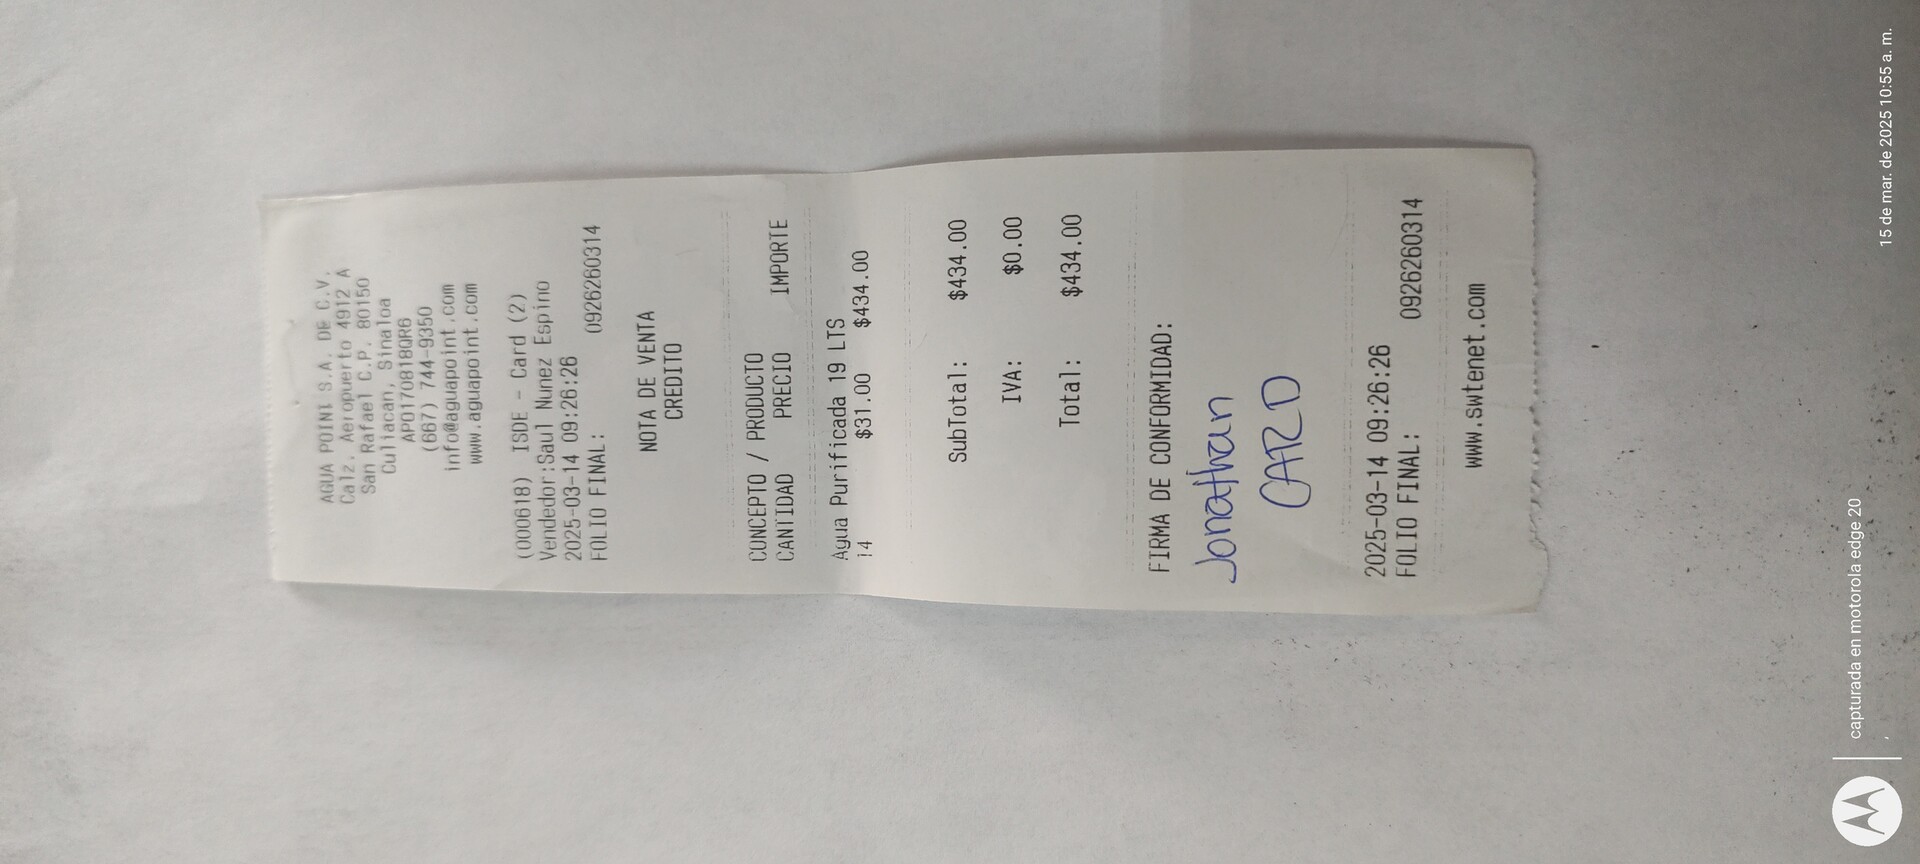 AGUA POINT S.A. DE C.V.
Calz. Aeropuerto 4912 A
San Rafael C.P. 80150
Culiacan, Sinaloa
APO170818QR6
(667) 744-9350
info@aguapoint.com
www.aguapoint.com
(000618) ISDE - Card (2)
Vendedor:Saul Nunez Espino
2025-03-14 09:26:26
FOLIO FINAL: 0926260314
NOTA DE VENTA
CREDITO
CONCEPTO / PRODUCTO
CANTIDAD PRECIO IMPORTE
Agua Purificada 19 LTS
14 $31.00 $434.00
SubTotal: $434.00
IVA: $0.00
Total: $434.00
FIRMA DE CONFORMIDAD:
Jonathan
CARD
2025-03-14 09:26:26
FOLIO FINAL: 0926260314
www.swtenet.com
capturada en motorola edge 20
15 de mar. de 2025 10:55 a. m.